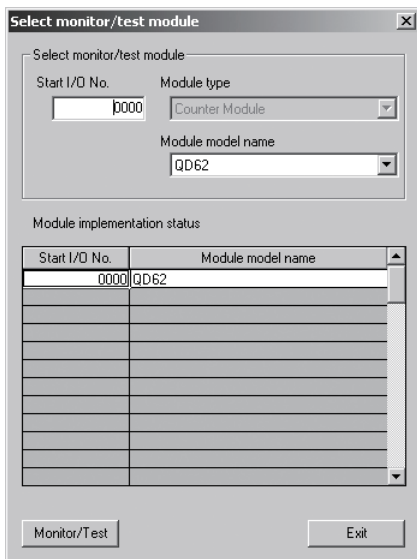 Select monitor/test module
Select monitor/test module
Start I/O No. Module type
0000 Counter Module
Module model name
QD62
Module implementation status
Start I/O No. Module model name
0000 QD62
Monitor/Test Exit